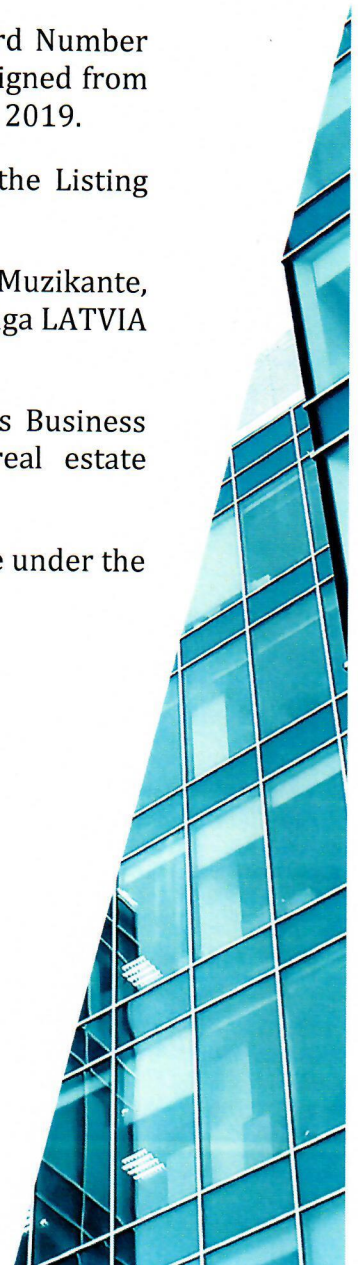 rd Number
igned from
2019.
the Listing
Muzikante,
ga LATVIA
s Business
real estate
e under the